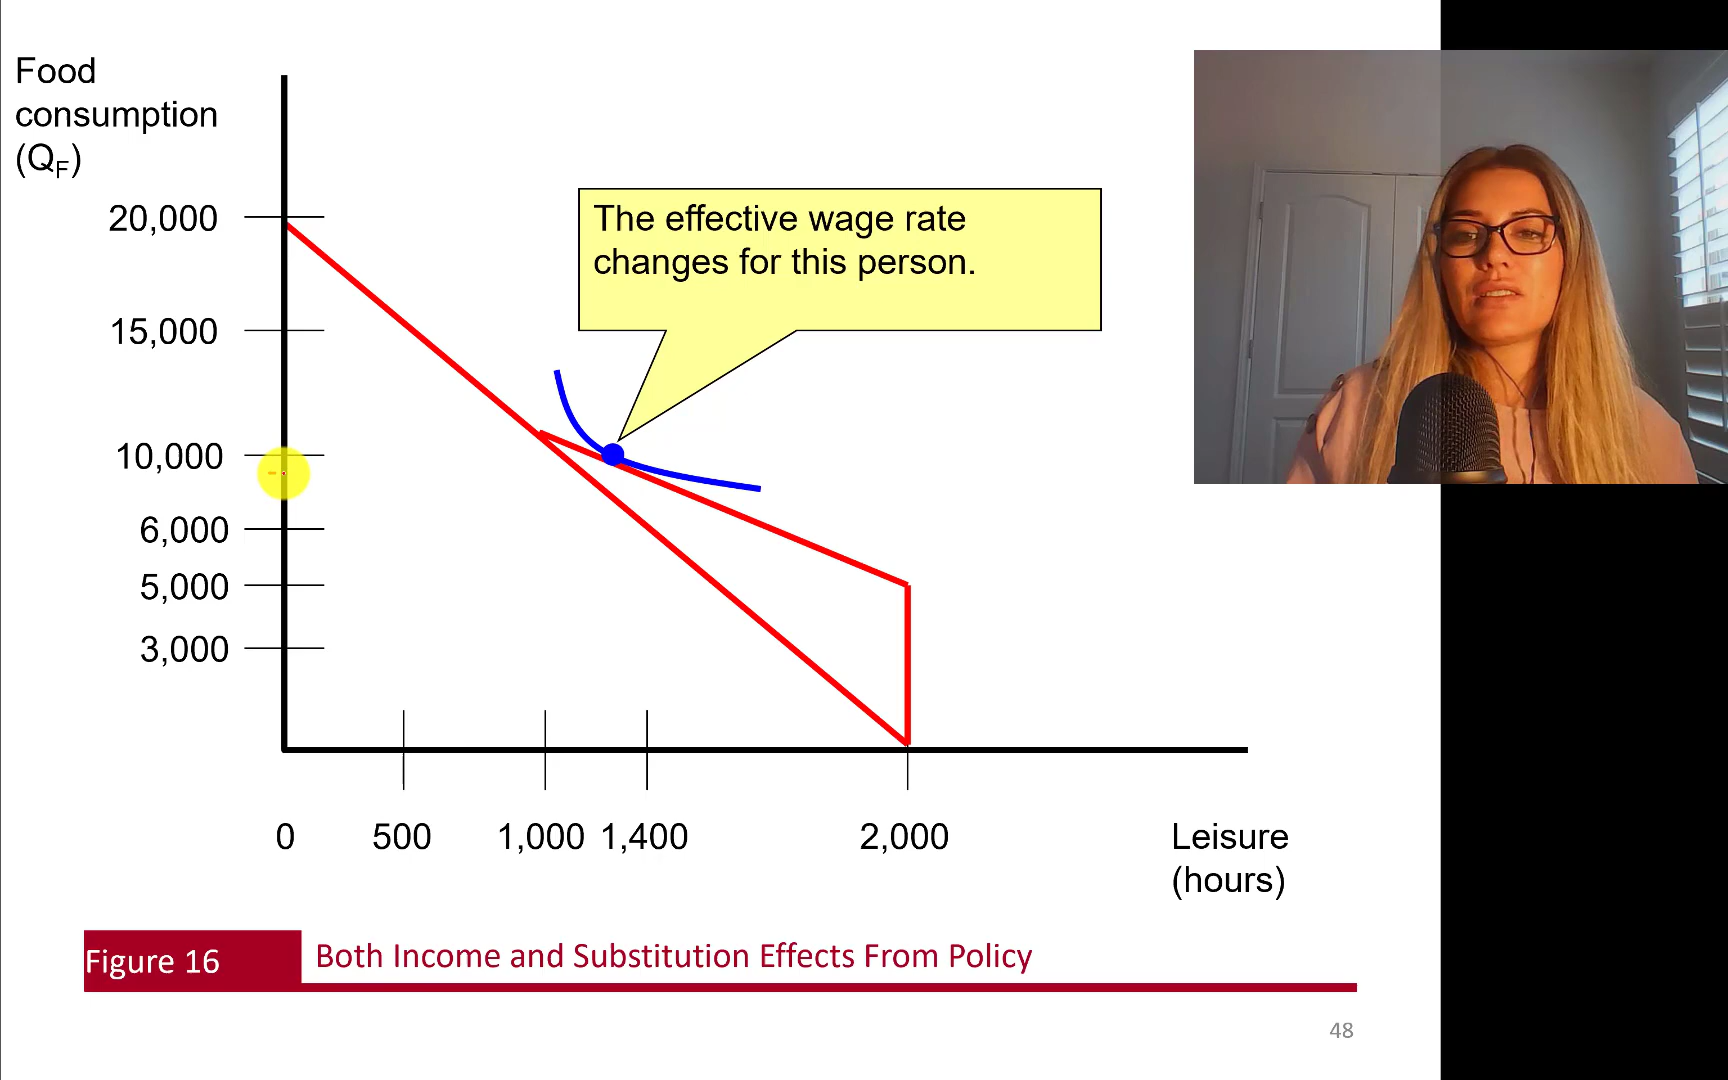 Food
consumption
(Q_F)
20,000
15,000
10,000
6,000
5,000
3,000
The effective wage rate
changes for this person.
0 500 1,000 1,400 2,000
Leisure
(hours)
Figure 16 Both Income and Substitution Effects From Policy
48